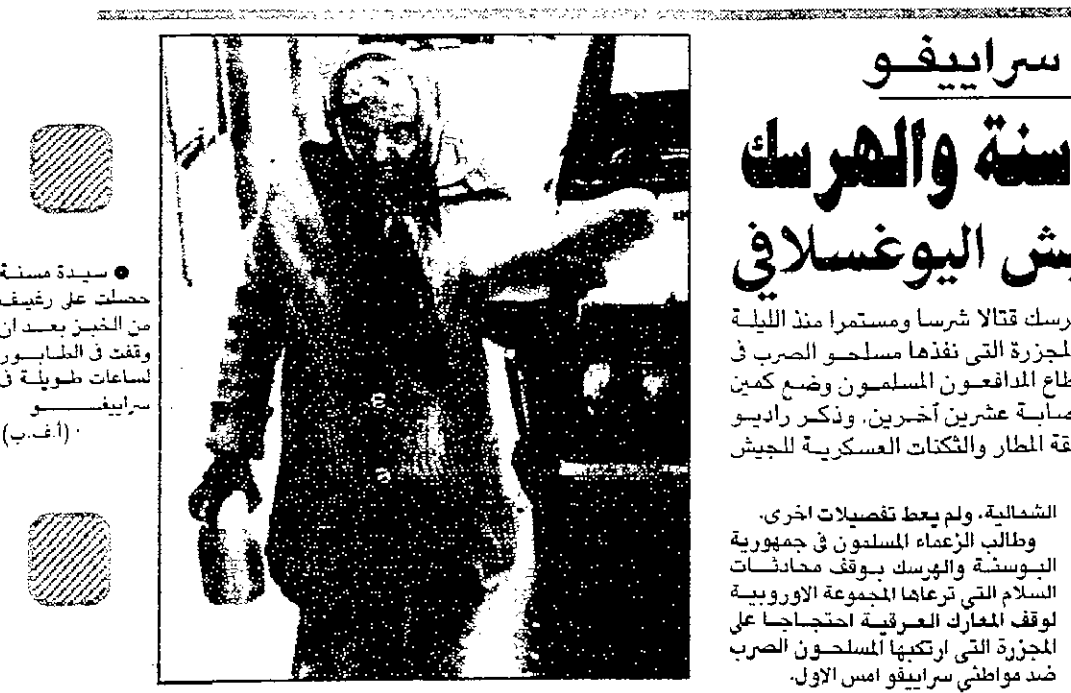 سراييفو
سنة والهرسك
يش اليوغسلافي
رسك قتالا شرسا ومستمرا منذ الليلة
لمجزرة التى نفذها مسلحو الصرب فى
طاع المدافعون المسلمون وضع كمين
صابة عشرين آخرين. وذكر راديو
قة المطار والثكنات العسكرية للجيش
الشمالية، ولم يعط تفصيلات اخرى.
وطالب الزعماء المسلمون فى جمهورية
البوسنة والهرسك بوقف محادثات
السلام التي ترعاها المجموعة الاوروبية
لوقف المعارك العرقية احتجاجا على
المجزرة التى ارتكبها المسلحون الصرب
ضد مواطني سراييفو امس الاول.
● سيدة مسنة
حصلت على رغيف
من الخبز بعد ان
وقفت فى الطابور
لساعات طويلة فى
سراييفو
(أ.ف.ب)